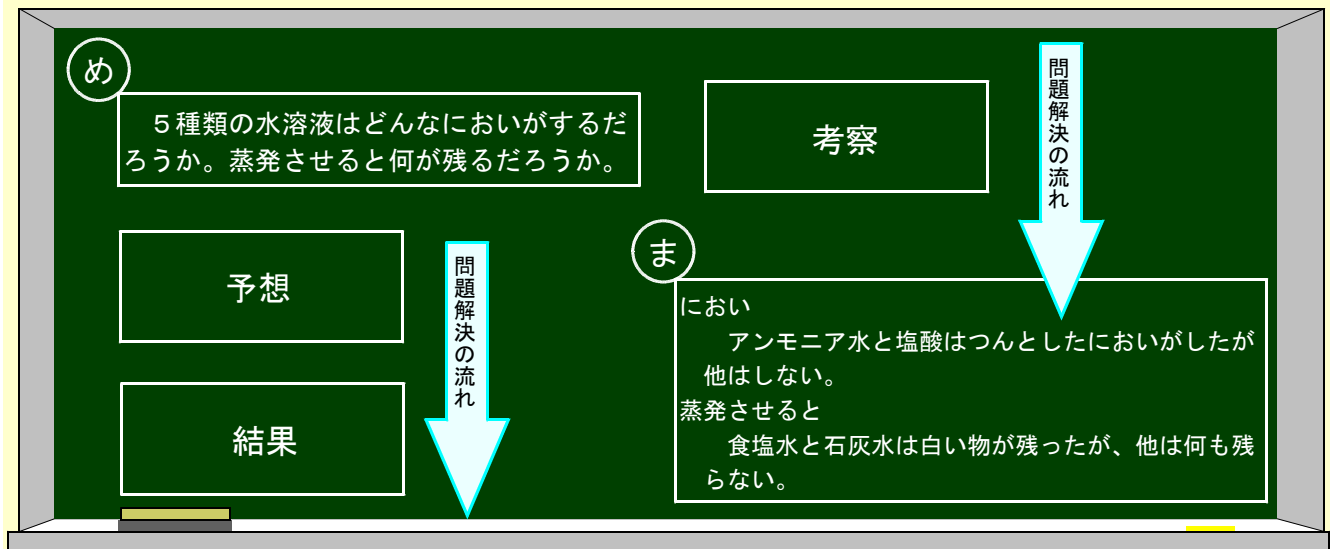 め
５種類の水溶液はどんなにおいがするだ
ろうか。蒸発させると何が残るだろうか。
予想
結果
問題解決の流れ
考察
問題解決の流れ
ま
におい
アンモニア水と塩酸はつんとしたにおいがしたが
他はしない。
蒸発させると
食塩水と石灰水は白い物が残ったが、他は何も残
らない。